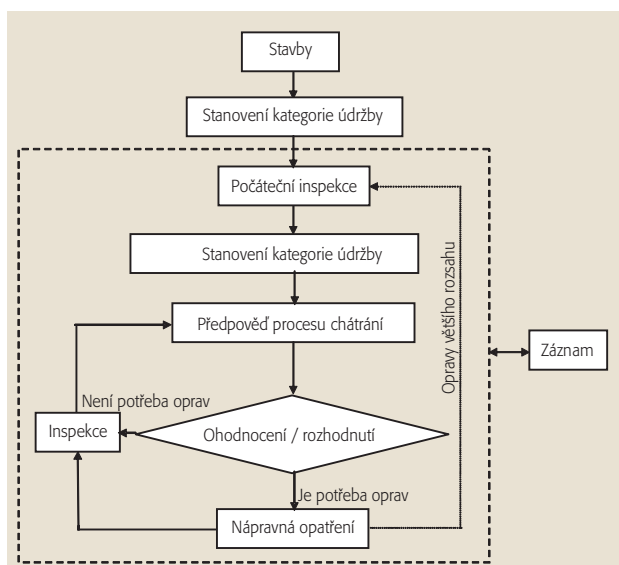 Stavby
Stanovení kategorie údržby
Počáteční inspekce
Stanovení kategorie údržby
Opravy většího rozsahu
Předpověď procesu chátrání
Záznam
Není potřeba oprav
Inspekce
Ohodnocení / rozhodnutí
Je potřeba oprav
Nápravná opatření